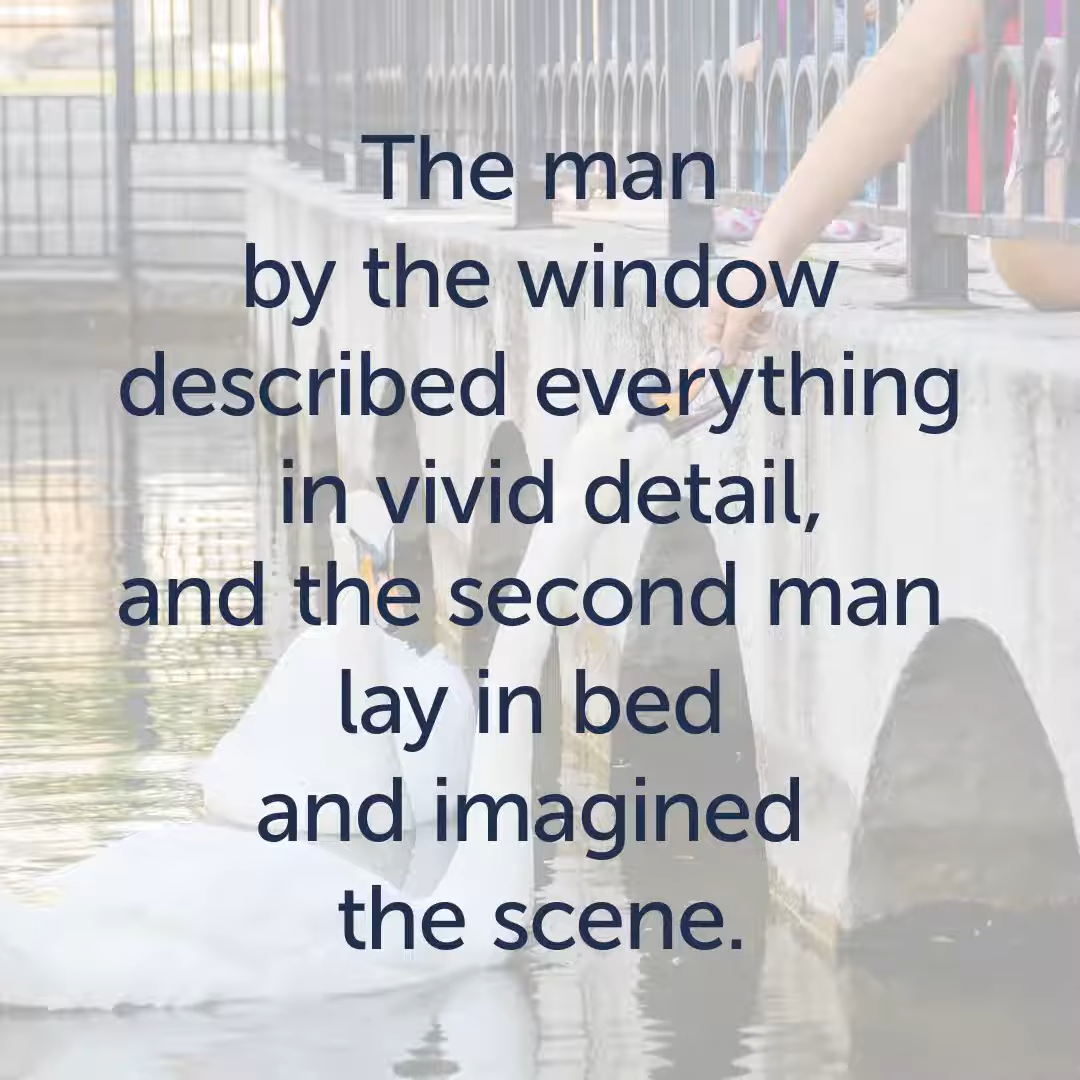 The man
by the window
described everything
in vivid detail,
and the second man
lay in bed
and imagined
the scene.